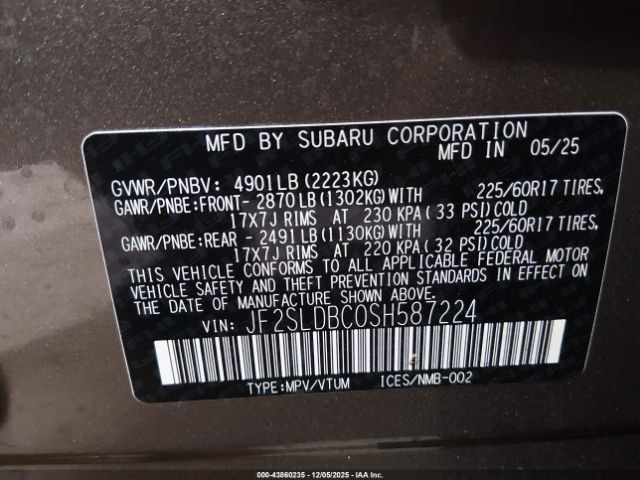 MFD BY SUBARU CORPORATION
MFD IN 05/25
GVWR/PNBV: 4901LB(2223KG)
GAWR/PNBE:FRONT- 2870LB(1302KG)WITH 225/60R17 TIRES,
17X7J RIMS AT 230 KPA( 33 PSI)COLD
GAWR/PNBE:REAR - 2491LB(1130KG)WITH 225/60R17 TIRES,
17X7J RIMS AT 220 KPA( 32 PSI)COLD
THIS VEHICLE CONFORMS TO ALL APPLICABLE FEDERAL MOTOR
VEHICLE SAFETY AND THEFT PREVENTION STANDARDS IN EFFECT ON
THE DATE OF MANUFACTURE SHOWN ABOVE.
VIN: JF2SLDBC0SH587224
TYPE:MPV/VTUM ICES/NMB-002
000-43860235 - 12/05/2025 - IAA Inc.